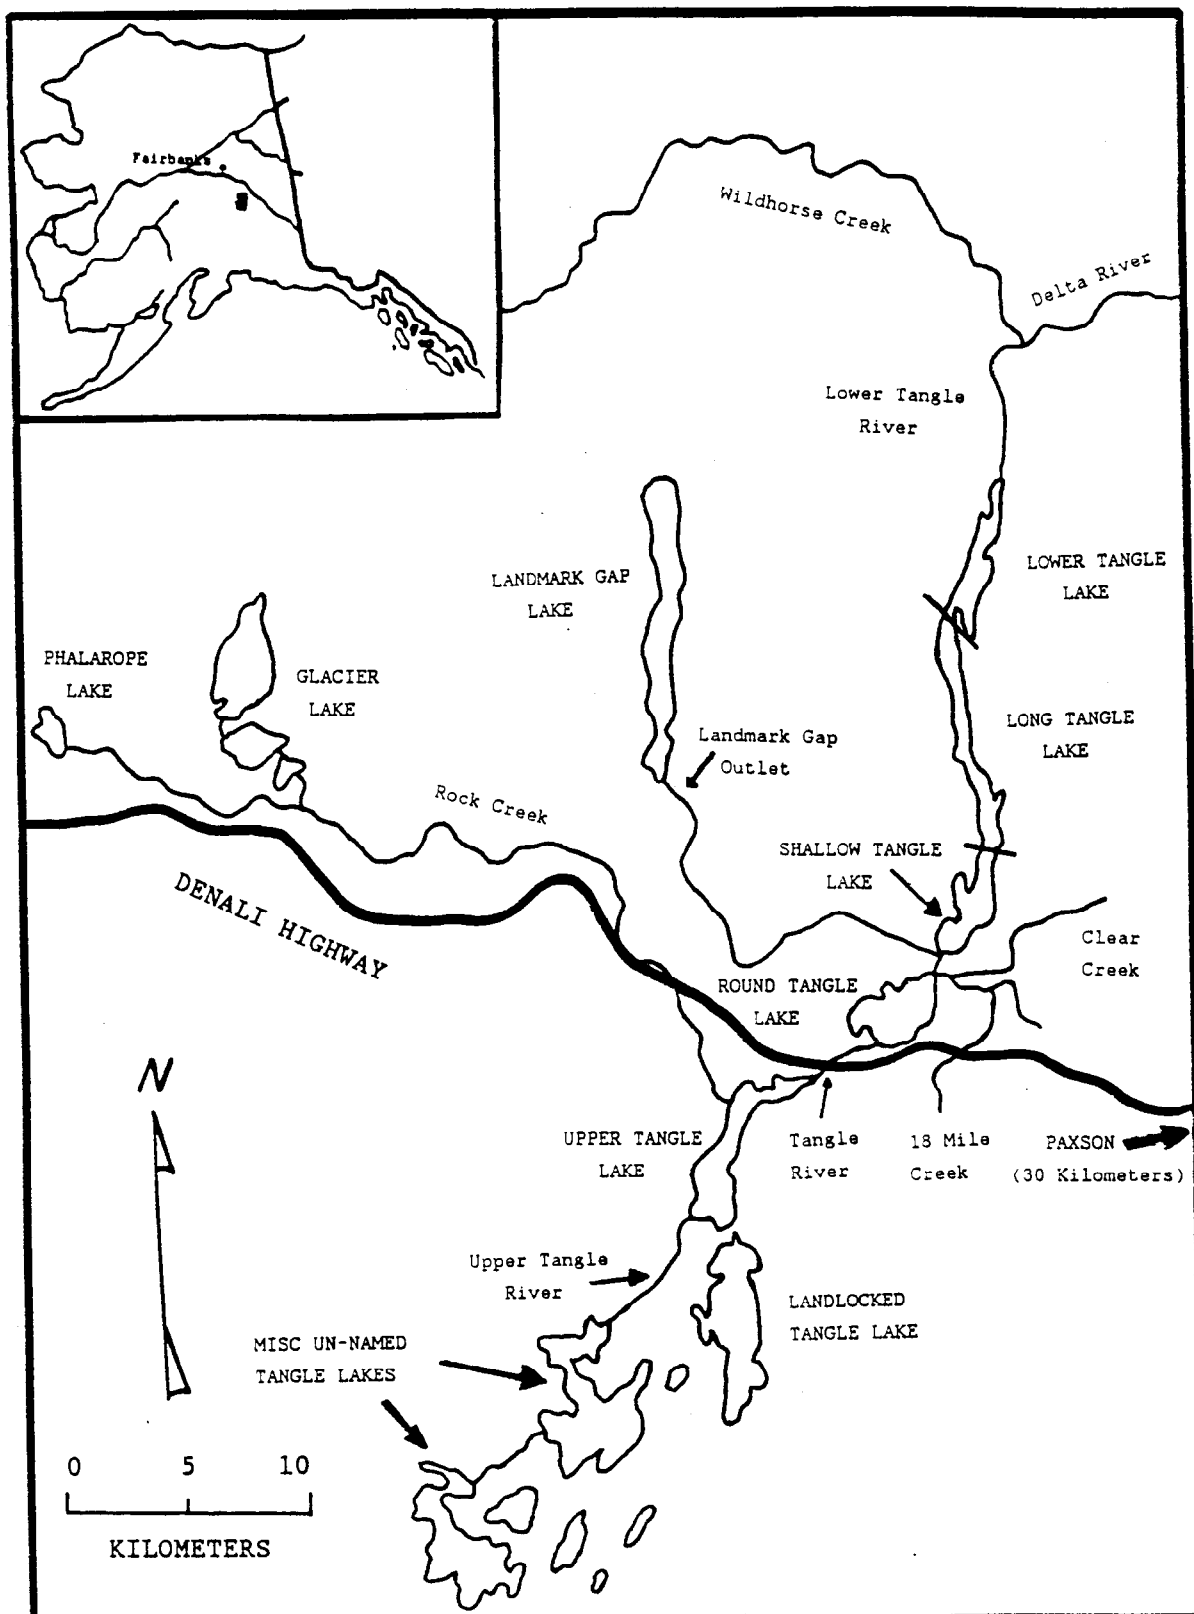 Fairbanks
Wildhorse Creek
Delta River
Lower Tangle
River
LANDMARK GAP
LAKE
LOWER TANGLE
LAKE
PHALAROPE
LAKE
GLACIER
LAKE
LONG TANGLE
LAKE
Landmark Gap
Outlet
Rock Creek
SHALLOW TANGLE
LAKE
DENALI HIGHWAY
Clear
Creek
ROUND TANGLE
LAKE
N
UPPER TANGLE
LAKE
Tangle
River
18 Mile
Creek
PAXSON
(30 Kilometers)
Upper Tangle
River
LANDLOCKED
TANGLE LAKE
MISC UN-NAMED
TANGLE LAKES
0 5 10
KILOMETERS